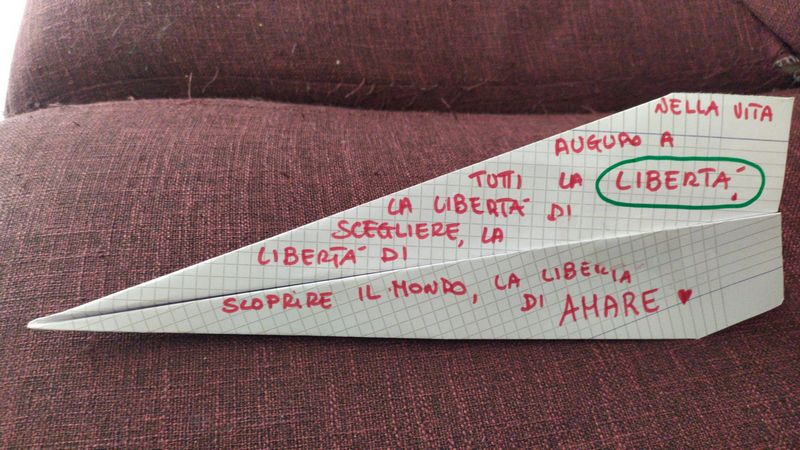 NELLA VITA
AUGURO A
TUTTI LA LIBERTÀ,
LA LIBERTÀ DI
SCEGLIERE, LA
LIBERTÀ DI
SCOPRIRE IL MONDO, LA LIBERTÀ
DI AMARE ♥